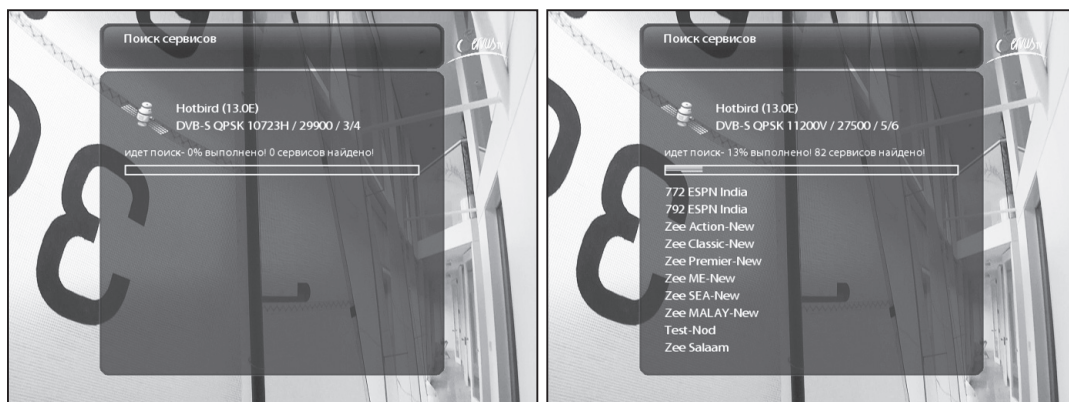 Поиск сервисов
Hotbird (13.0E)
DVB-S QPSK 10723H / 29900 / 3/4
идет поиск- 0% выполнено! 0 сервисов найдено!
Поиск сервисов
Hotbird (13.0E)
DVB-S QPSK 11200V / 27500 / 5/6
идет поиск- 13% выполнено! 82 сервисов найдено!
772 ESPN India
792 ESPN India
Zee Action-New
Zee Classic-New
Zee Premier-New
Zee ME-New
Zee SEA-New
Zee MALAY-New
Test-Nod
Zee Salaam